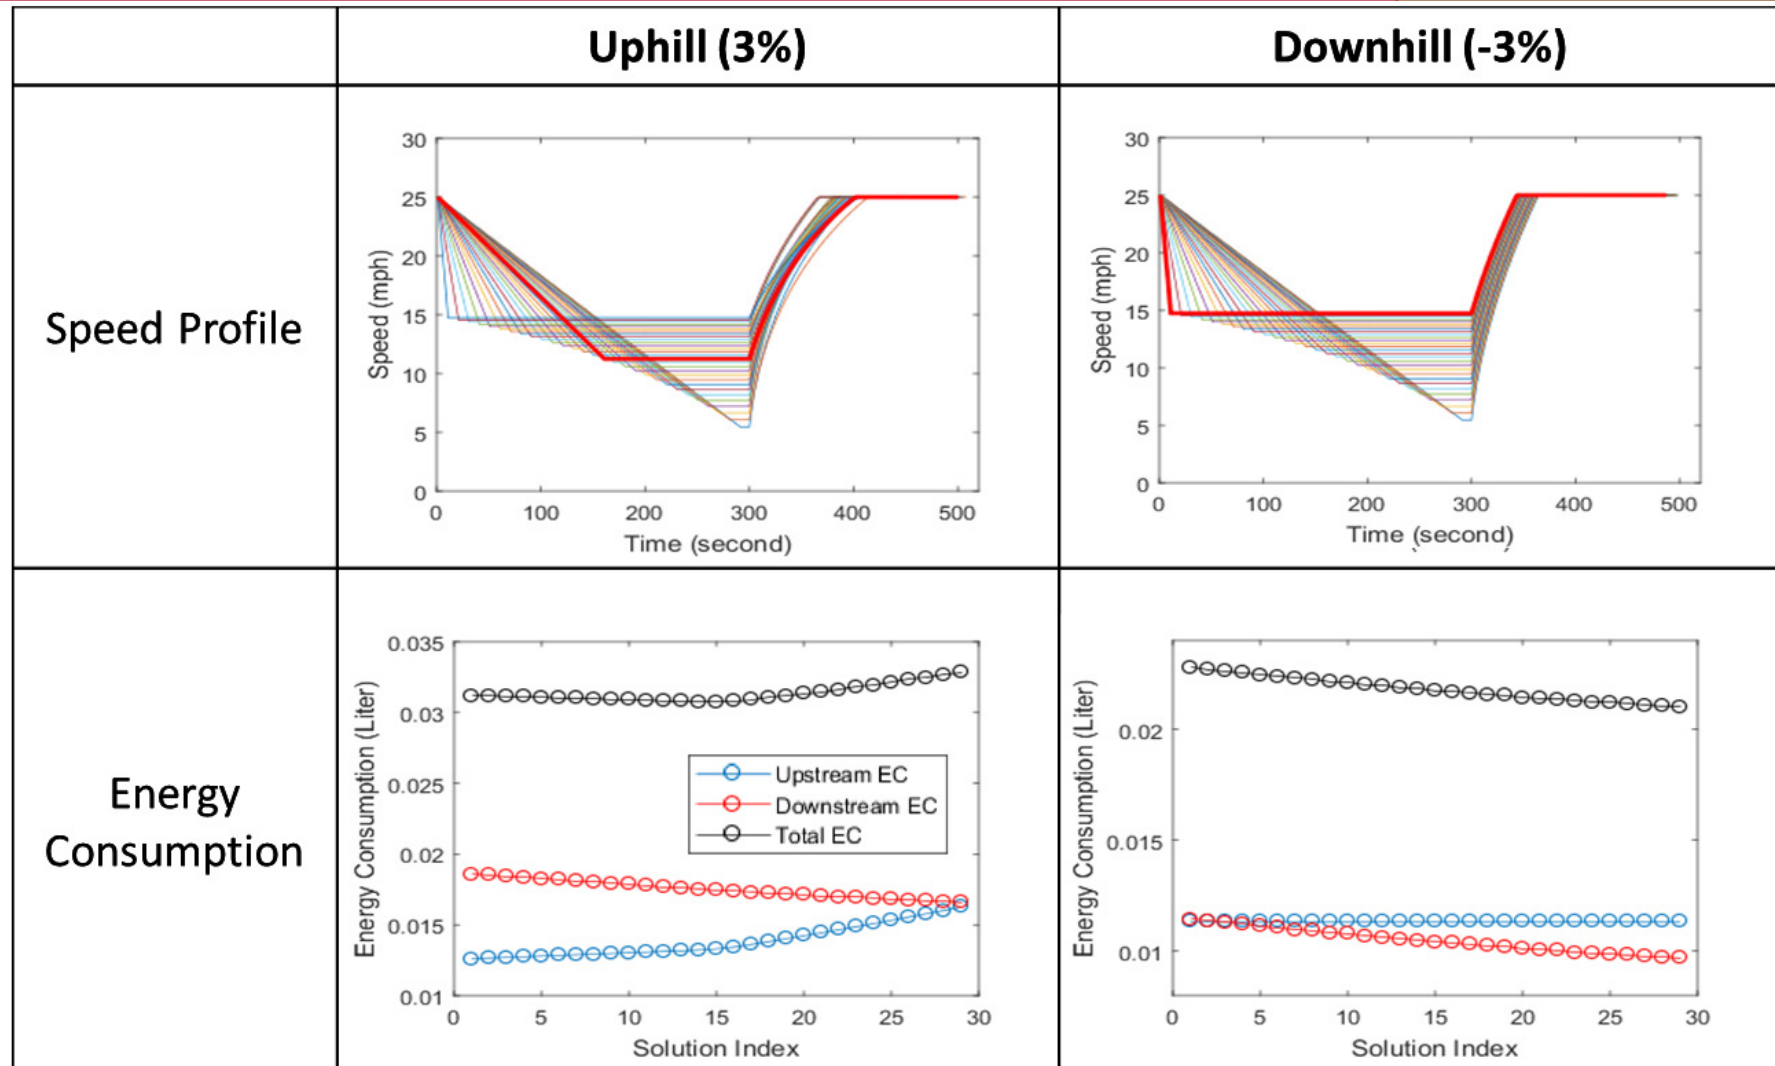 Uphill (3%)
Downhill (-3%)
Speed Profile
30
25
20
15
10
5
0
Speed (mph)
0 100 200 300 400 500
Time (second)
30
25
20
15
10
5
0
Speed (mph)
0 100 200 300 400 500
Time (second)
Energy
Consumption
0.035
0.03
0.025
0.02
0.015
0.01
Energy Consumption (Liter)
Upstream EC
Downstream EC
Total EC
0 5 10 15 20 25 30
Solution Index
0.02
0.015
0.01
Energy Consumption (Liter)
0 5 10 15 20 25 30
Solution Index